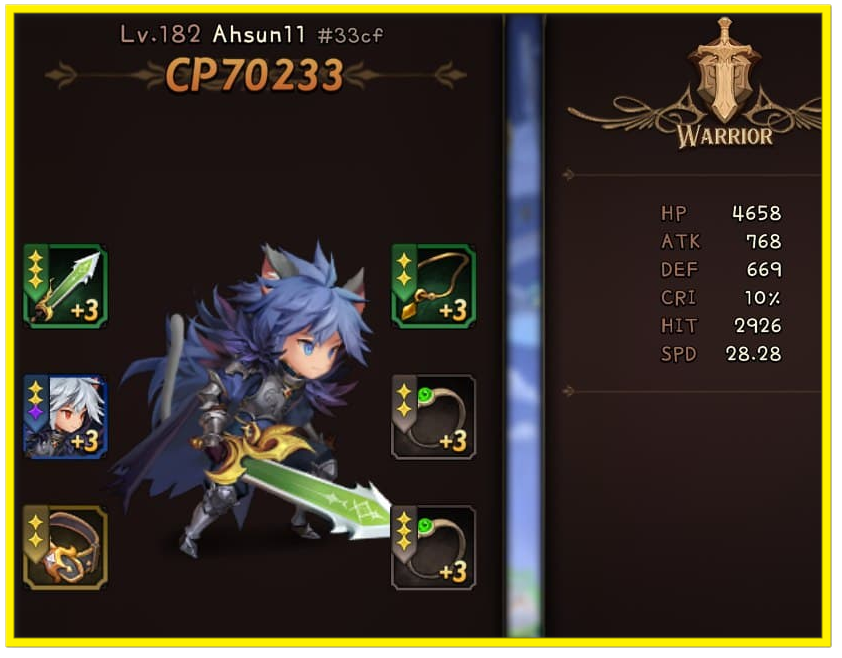 Lv.182 Ahsun11 #33cf
CP70233
WARRIOR
HP 4658
ATK 768
DEF 669
CRI 10%
HIT 2926
SPD 28.28
+3 +3
+3 +3
+3